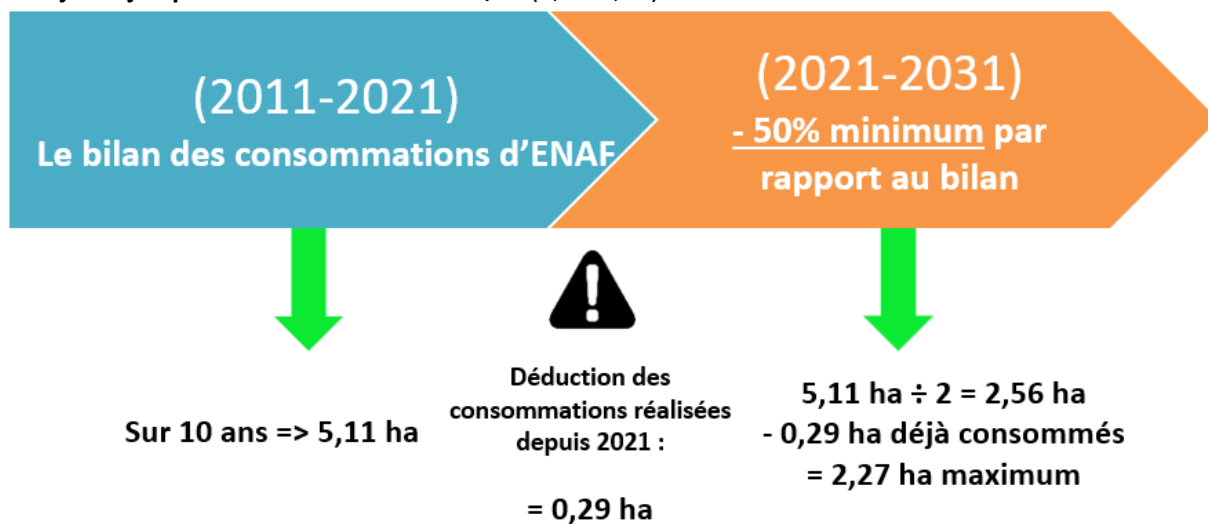 (2011-2021)
Le bilan des consommations d’ENAF
(2021-2031)
- 50% minimum par
rapport au bilan
Sur 10 ans => 5,11 ha
Déduction des
consommations réalisées
depuis 2021 :
= 0,29 ha
5,11 ha ÷ 2 = 2,56 ha
- 0,29 ha déjà consommés
= 2,27 ha maximum